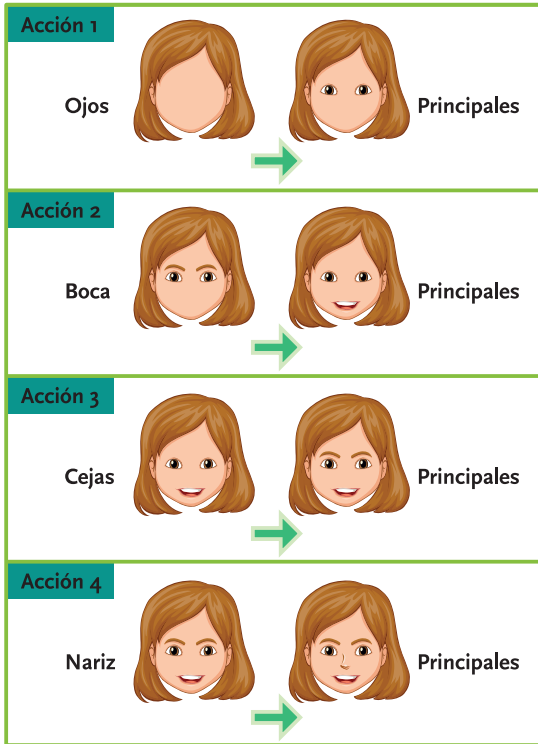 Acción 1
Ojos Principales
Acción 2
Boca Principales
Acción 3
Cejas Principales
Acción 4
Nariz Principales